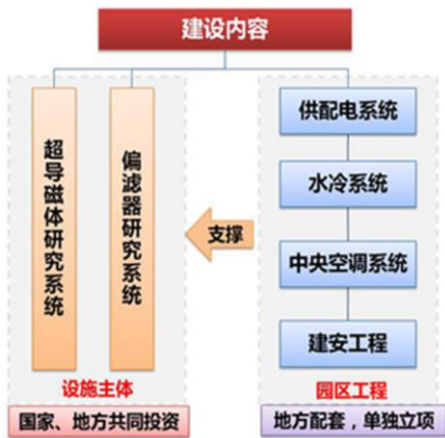 建设内容
超导磁体研究系统
偏滤器研究系统
设施主体
国家、地方共同投资
支撑
供配电系统
水冷系统
中央空调系统
建安工程
园区工程
地方配套，单独立项